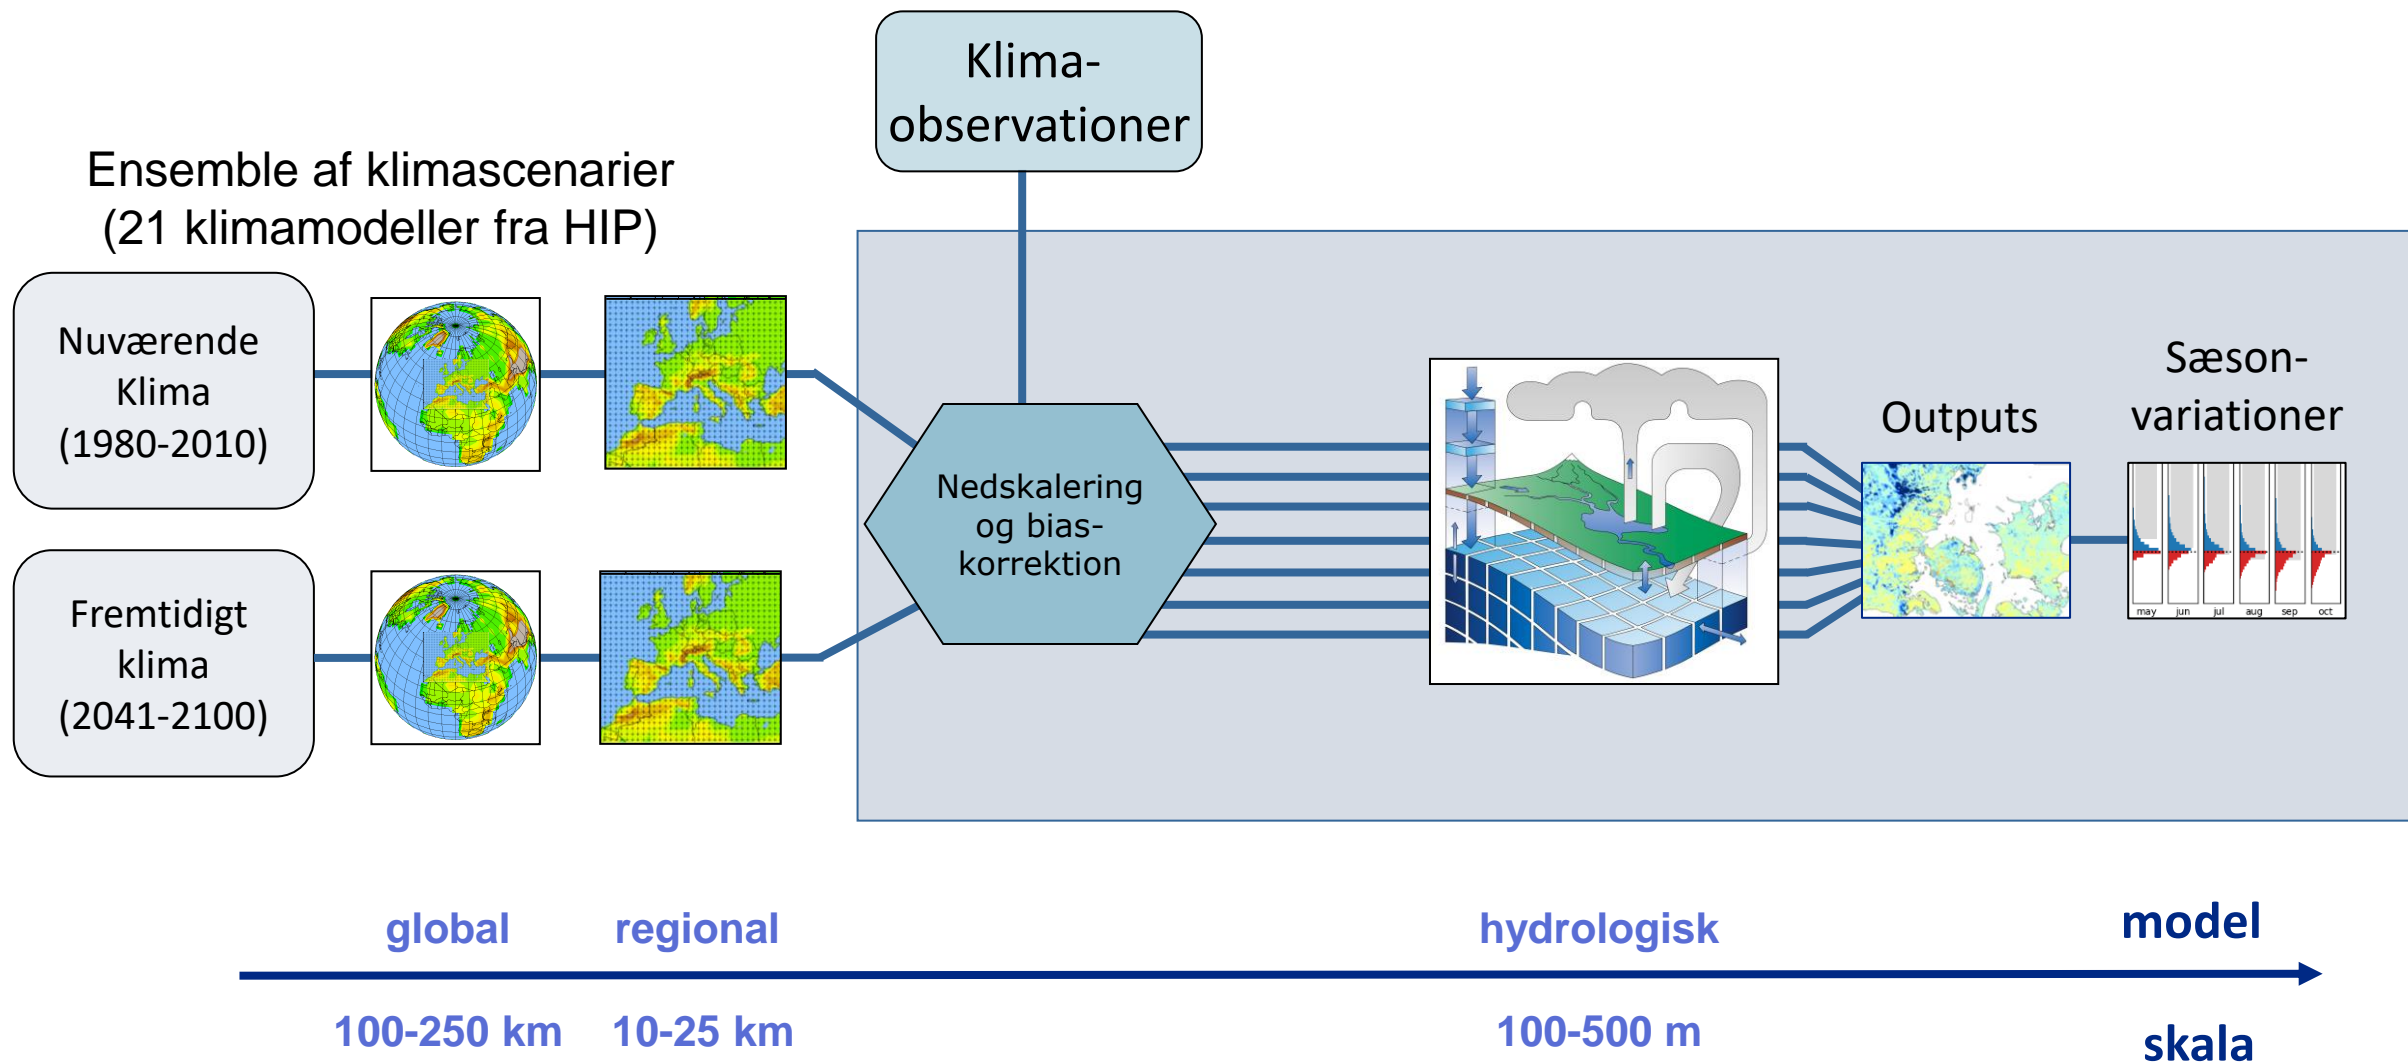 Klima-
observationer
Ensemble af klimascenarier
(21 klimamodeller fra HIP)
Nuværende
Klima
(1980-2010)
Fremtidigt
klima
(2041-2100)
Nedskalering
og bias-
korrektion
Outputs
Sæson-
variationer
may jun jul aug sep oct
global regional hydrologisk model
100-250 km 10-25 km 100-500 m skala